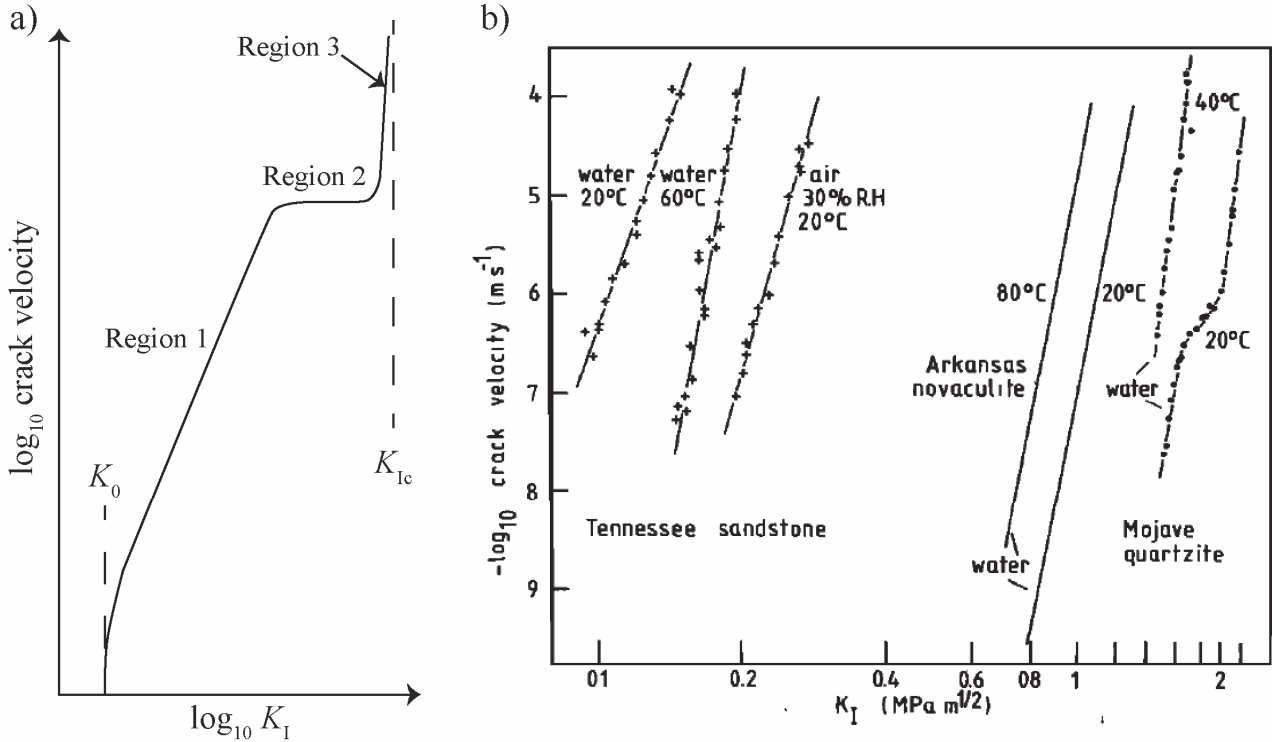 a)
Region 3
Region 2
Region 1
K0
KIc
log10 crack velocity
log10 KI
b)
4
5
6
7
8
9
-log10 crack velocity (m s-1)
water
20°C
water
60°C
air
30% R.H
20°C
40°C
80°C
20°C
20°C
Arkansas
novaculite
water
water
Tennessee sandstone
Mojave
quartzite
01 0.2 0.4 0.6 08 1 2
KI (MPa m1/2)